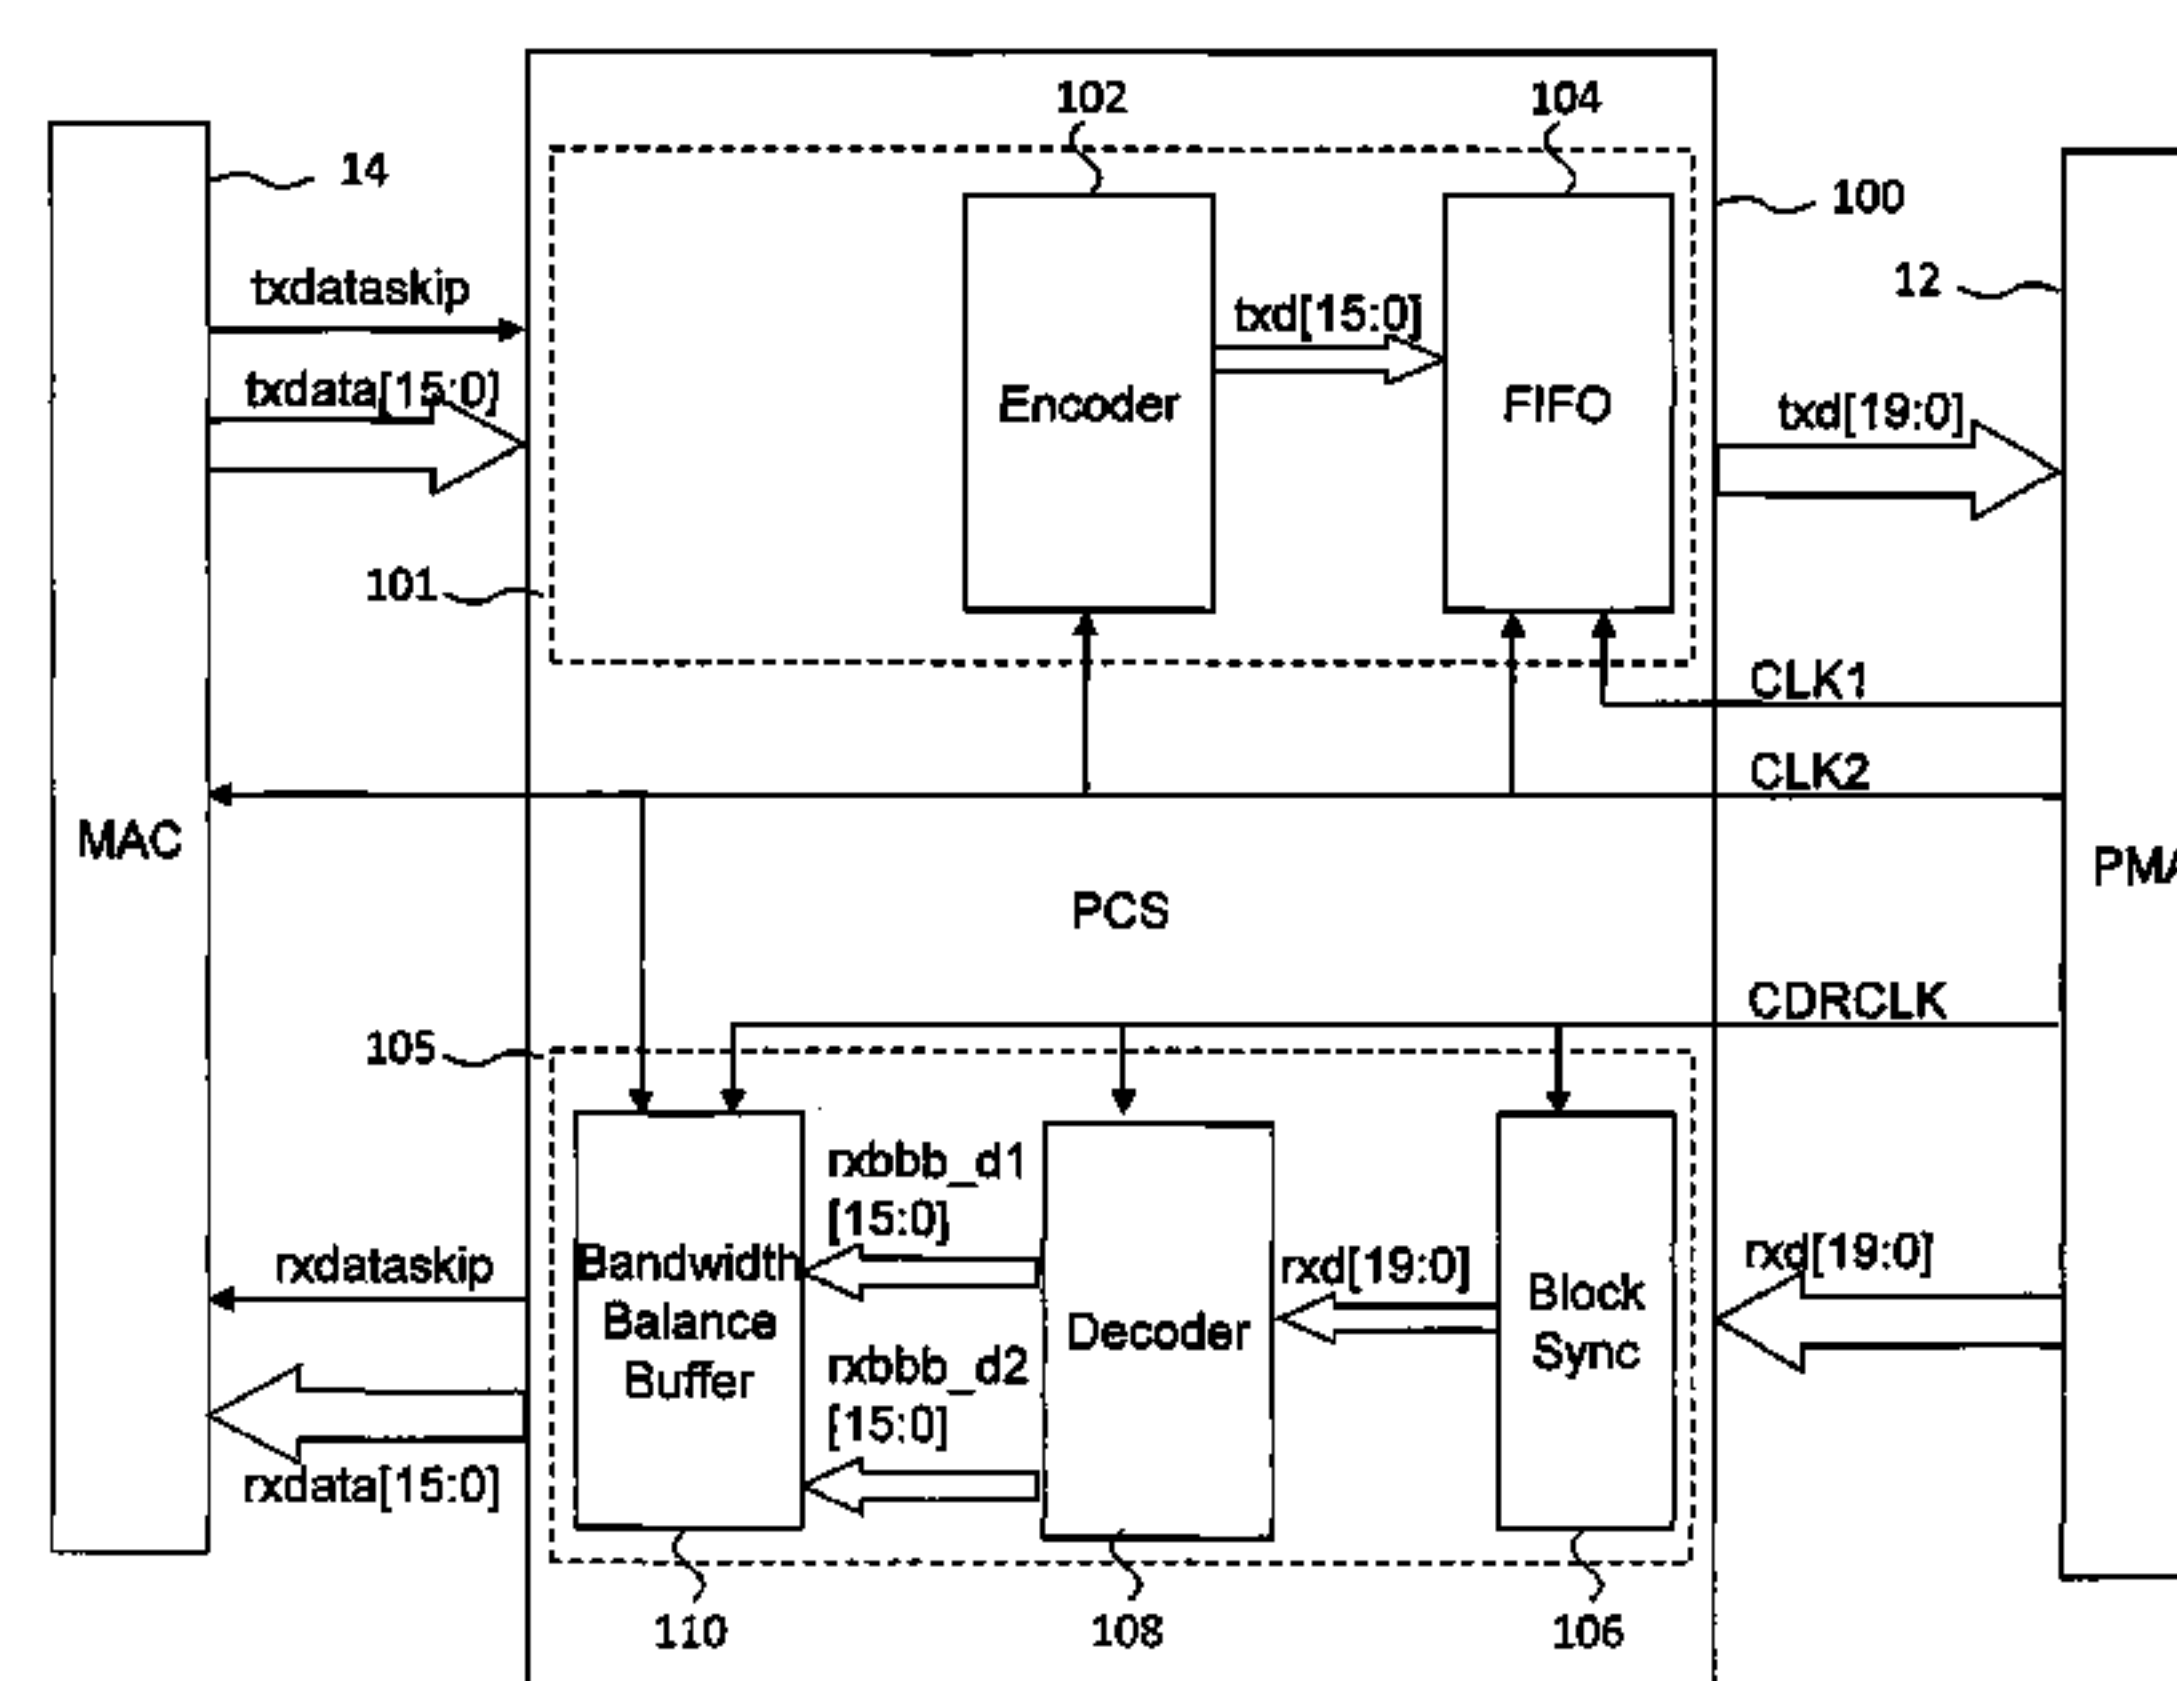 102
104
14
100
12
txdataskip
txd[15:0]
txdata[15:0]
Encoder
FIFO
txd[19:0]
101
CLK1
CLK2
MAC
PCS
PMA
CDRCLK
105
rxbbb_d1
[15:0]
rxdataskip
Bandwidth
Balance
Buffer
rxd[19:0]
rxd[19:0]
Block
Sync
Decoder
rxbbb_d2
[15:0]
rxdata[15:0]
110
108
106